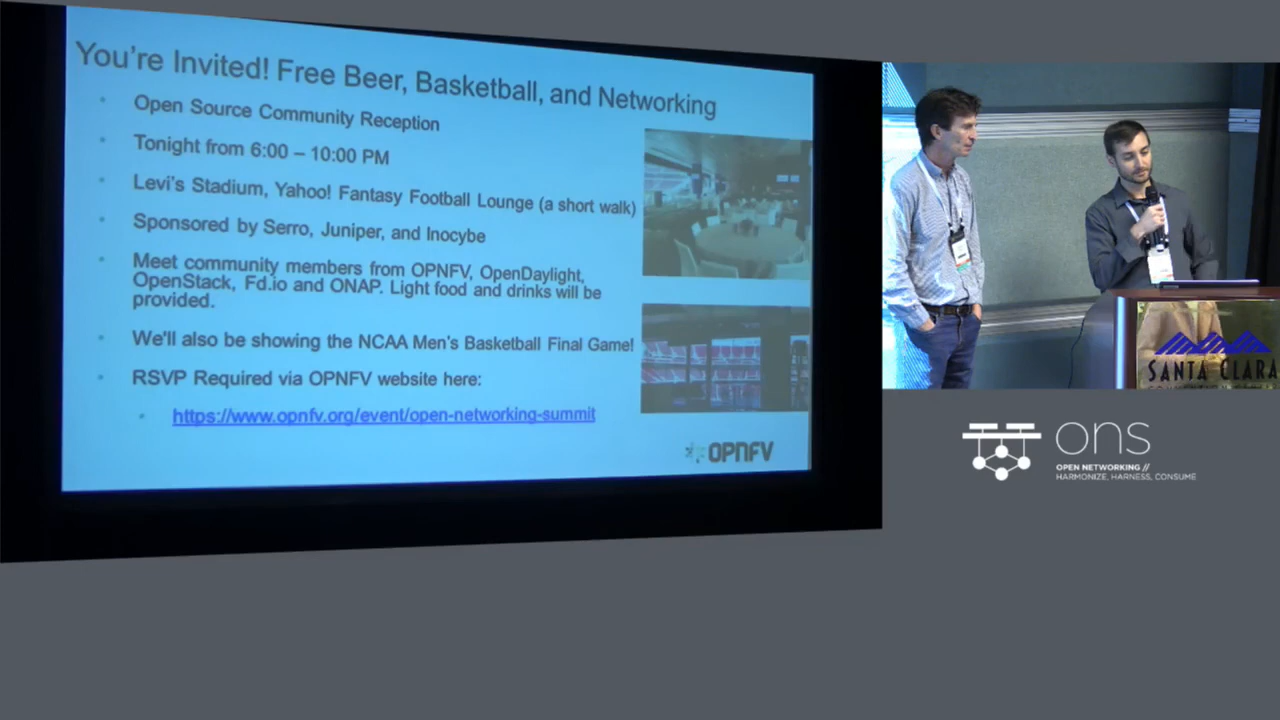 You're Invited! Free Beer, Basketball, and Networking
Open Source Community Reception
Tonight from 6:00 – 10:00 PM
Levi's Stadium, Yahoo! Fantasy Football Lounge (a short walk)
Sponsored by Serro, Juniper, and Inocybe
Meet community members from OPNFV, OpenDaylight,
OpenStack, Fd.io and ONAP. Light food and drinks will be
provided.
We'll also be showing the NCAA Men's Basketball Final Game!
RSVP Required via OPNFV website here:
https://www.opnfv.org/event/open-networking-summit
OPNFV
SANTA CLARA
ons
OPEN NETWORKING //
HARMONIZE, HARNESS, CONSUME